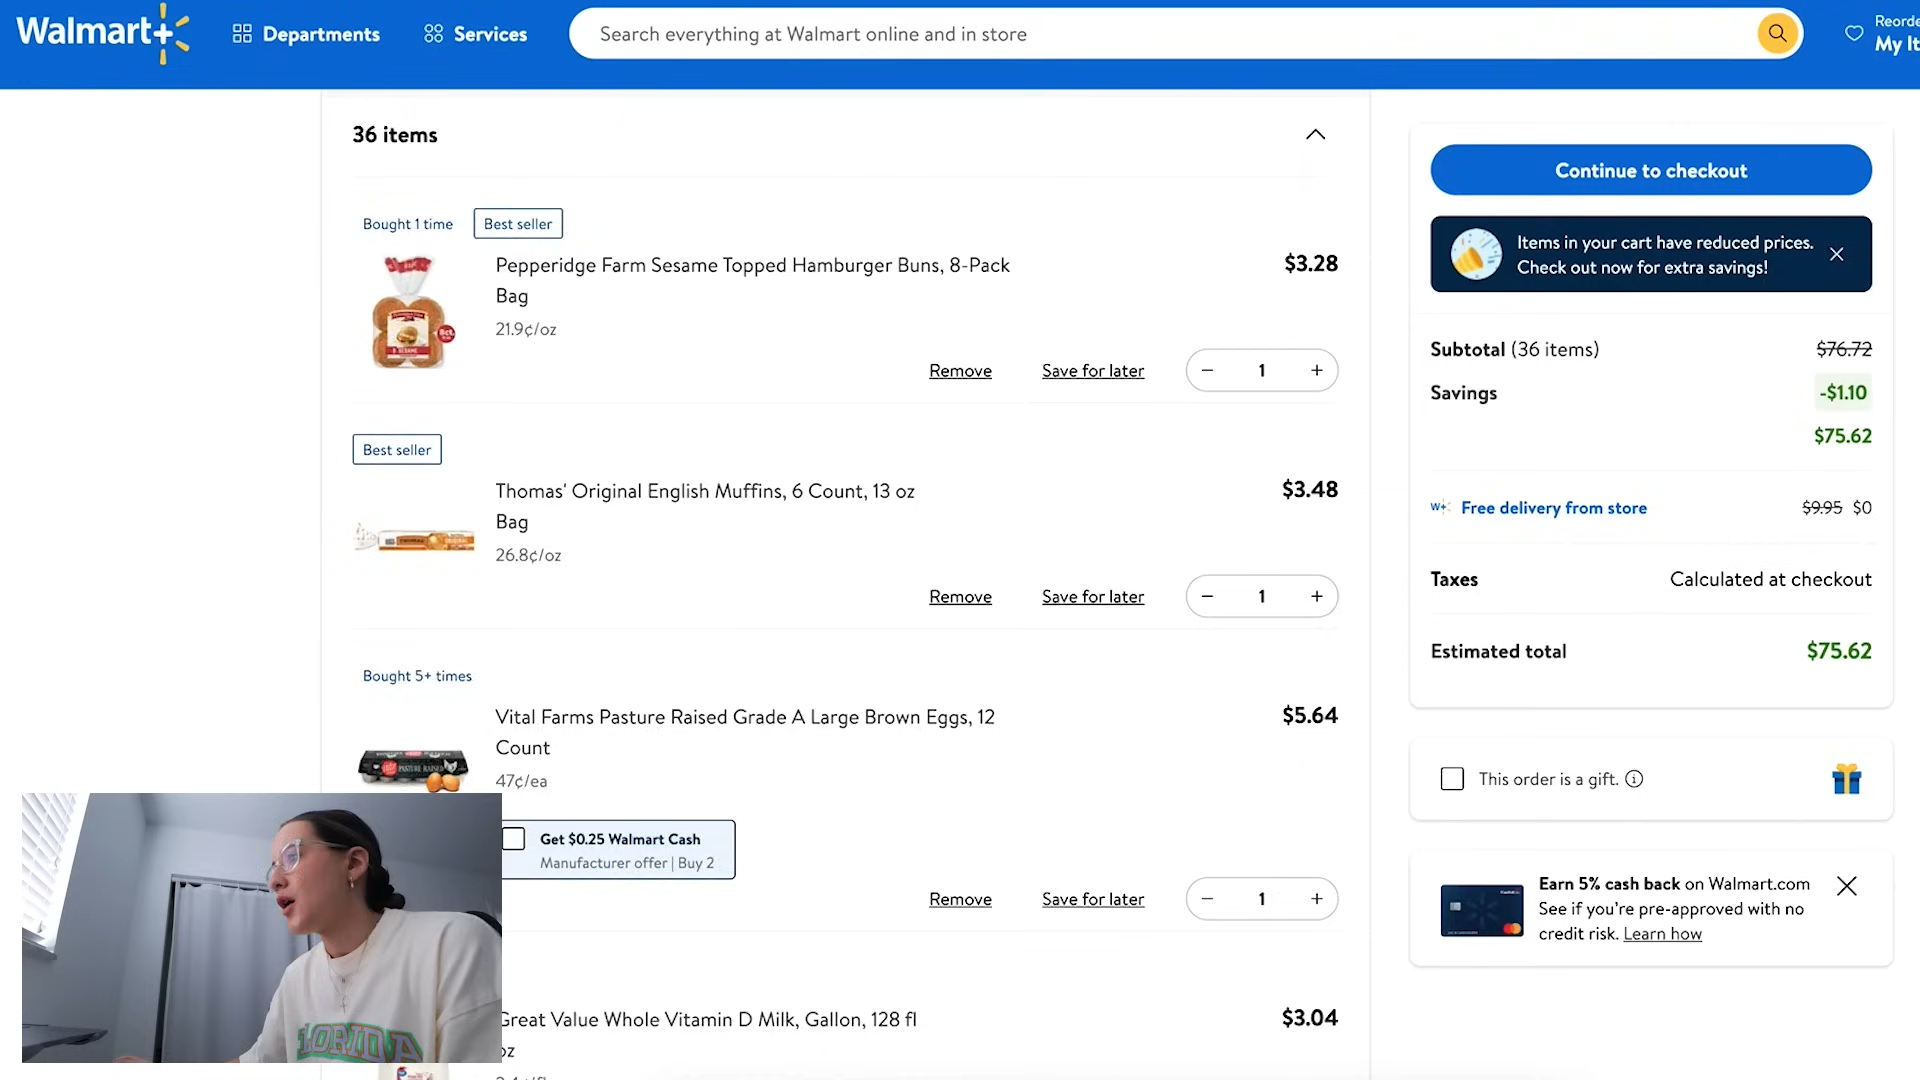 Walmart+
Departments
Services
Search everything at Walmart online and in store
Reorde
My It
36 items
Bought 1 time
Best seller
Pepperidge Farm Sesame Topped Hamburger Buns, 8-Pack
Bag
21.9¢/oz
$3.28
Remove
Save for later
− 1 +
Best seller
Thomas' Original English Muffins, 6 Count, 13 oz
Bag
26.8¢/oz
$3.48
Remove
Save for later
− 1 +
Bought 5+ times
Vital Farms Pasture Raised Grade A Large Brown Eggs, 12
Count
47¢/ea
$5.64
PASTURE RAISED
Get $0.25 Walmart Cash
Manufacturer offer | Buy 2
Remove
Save for later
− 1 +
Great Value Whole Vitamin D Milk, Gallon, 128 fl
oz
$3.04
FLORIDA
Continue to checkout
Items in your cart have reduced prices.
Check out now for extra savings!
Subtotal (36 items) $76.72
Savings -$1.10
$75.62
W+ Free delivery from store $9.95 $0
Taxes Calculated at checkout
Estimated total $75.62
This order is a gift.
Earn 5% cash back on Walmart.com
See if you're pre-approved with no
credit risk. Learn how